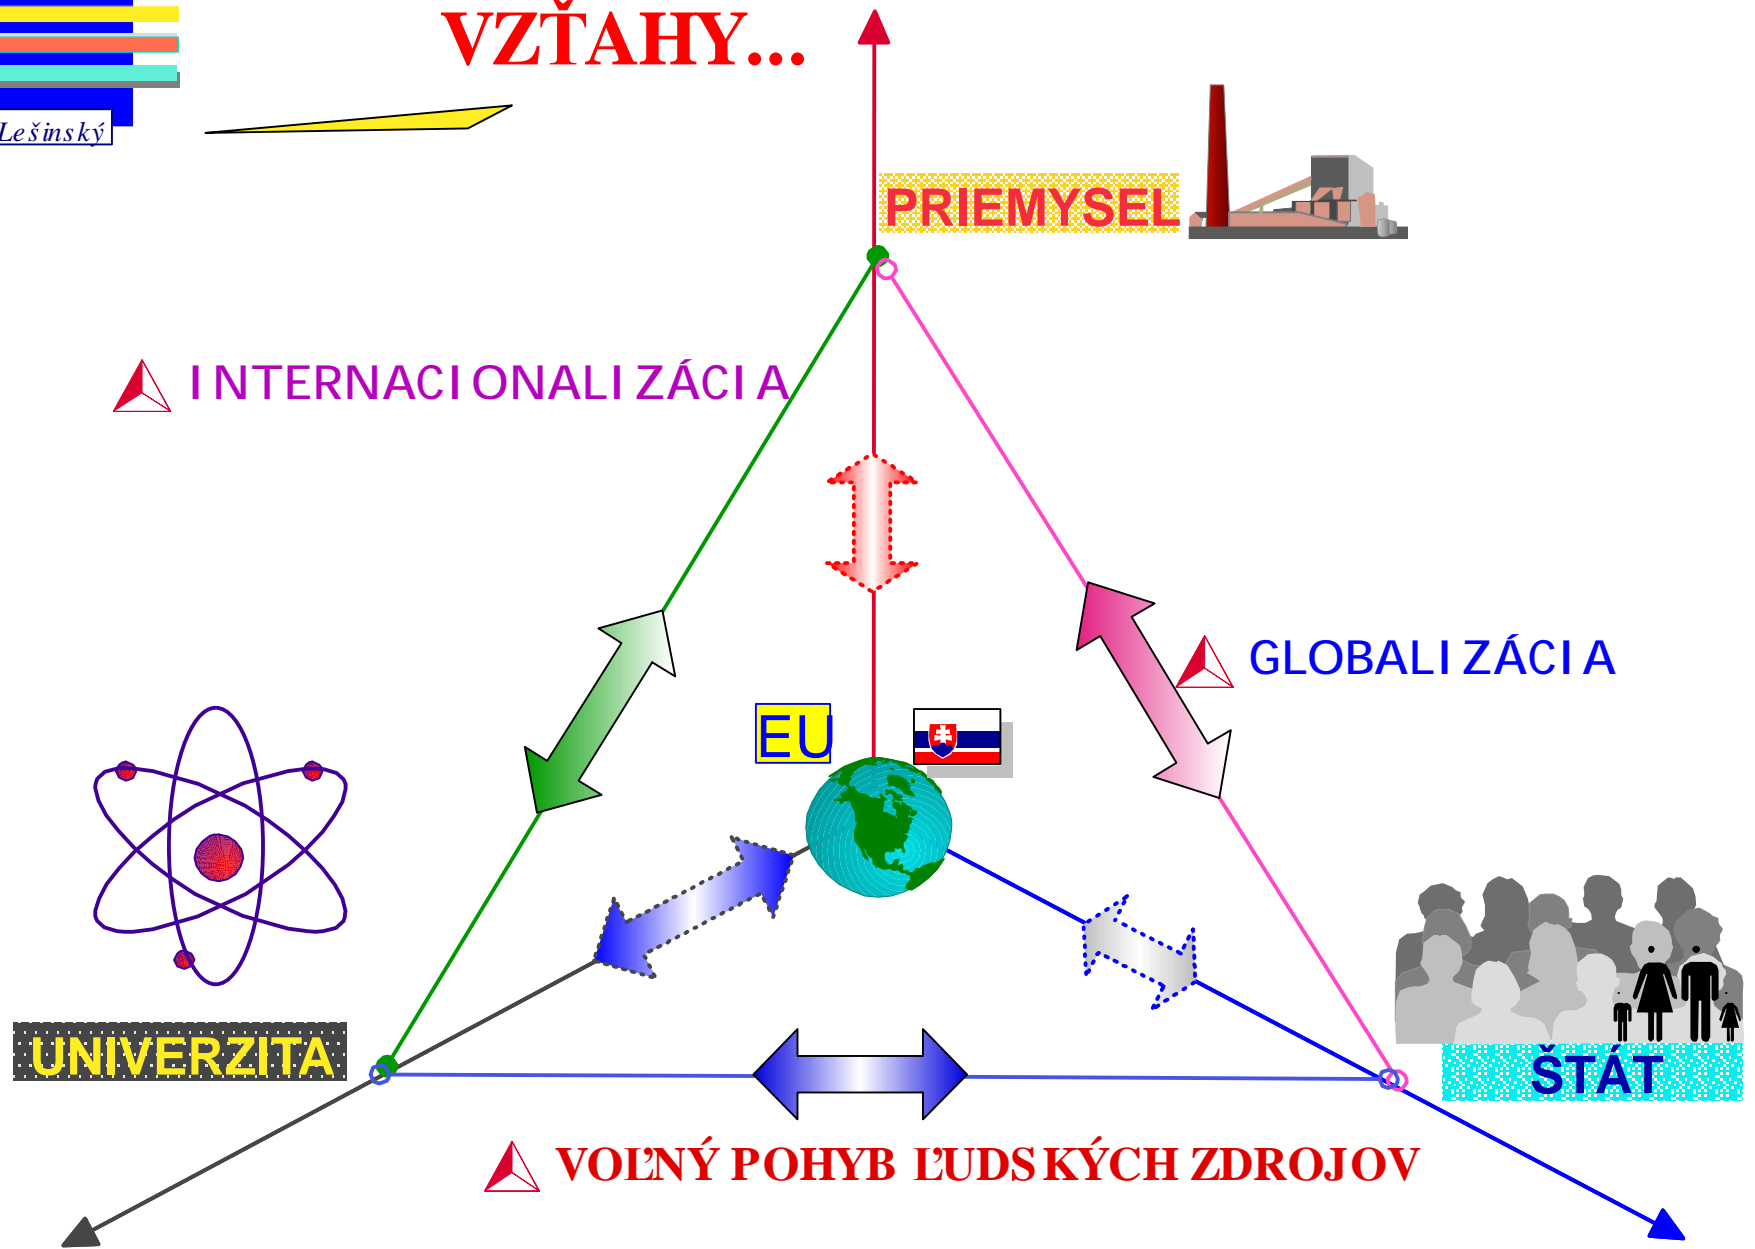 VZŤAHY...
Lešinský
PRIEMYSEL
INTERNACIONALIZÁCIA
GLOBALIZÁCIA
EU
UNIVERZITA
ŠTÁT
VOĽNÝ POHYB ĽUDSKÝCH ZDROJOV